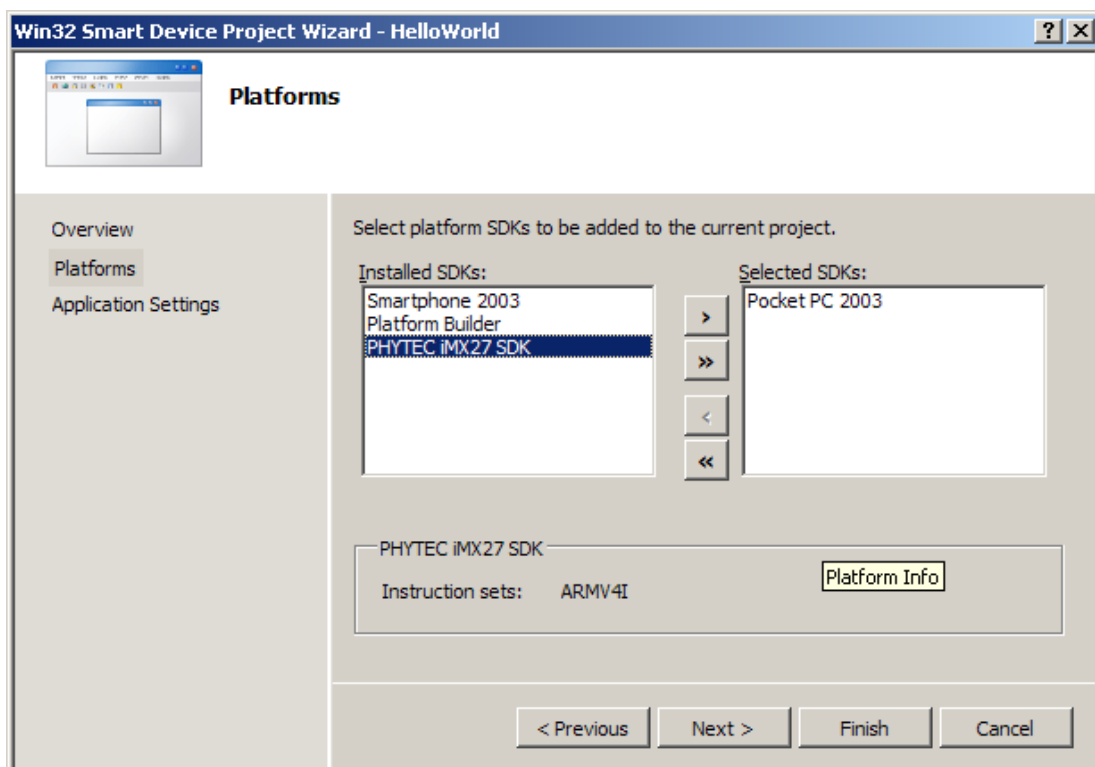 Win32 Smart Device Project Wizard - HelloWorld
Platforms
Overview
Platforms
Application Settings
Select platform SDKs to be added to the current project.
Installed SDKs:
Smartphone 2003
Platform Builder
PHYTEC iMX27 SDK
>
>>
<
<<
Selected SDKs:
Pocket PC 2003
PHYTEC iMX27 SDK
Instruction sets: ARMV4I
Platform Info
< Previous
Next >
Finish
Cancel